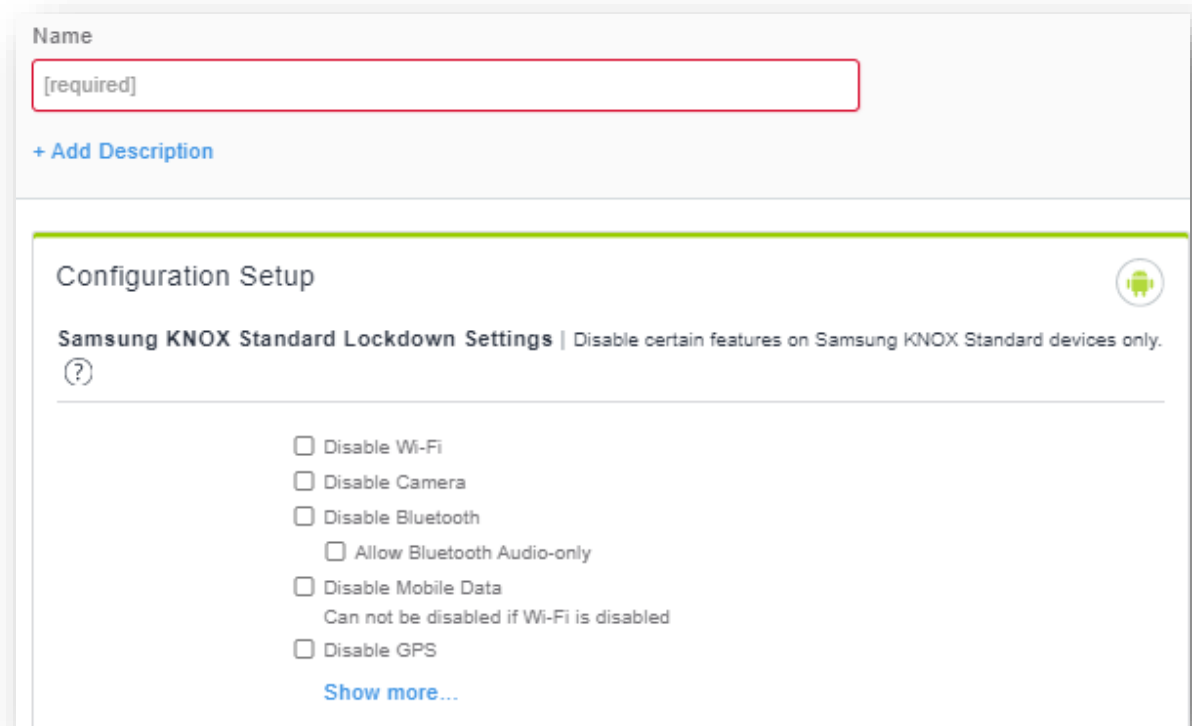 Name
[required]
+ Add Description
Configuration Setup
Samsung KNOX Standard Lockdown Settings | Disable certain features on Samsung KNOX Standard devices only.
?
Disable Wi-Fi
Disable Camera
Disable Bluetooth
Allow Bluetooth Audio-only
Disable Mobile Data
Can not be disabled if Wi-Fi is disabled
Disable GPS
Show more...